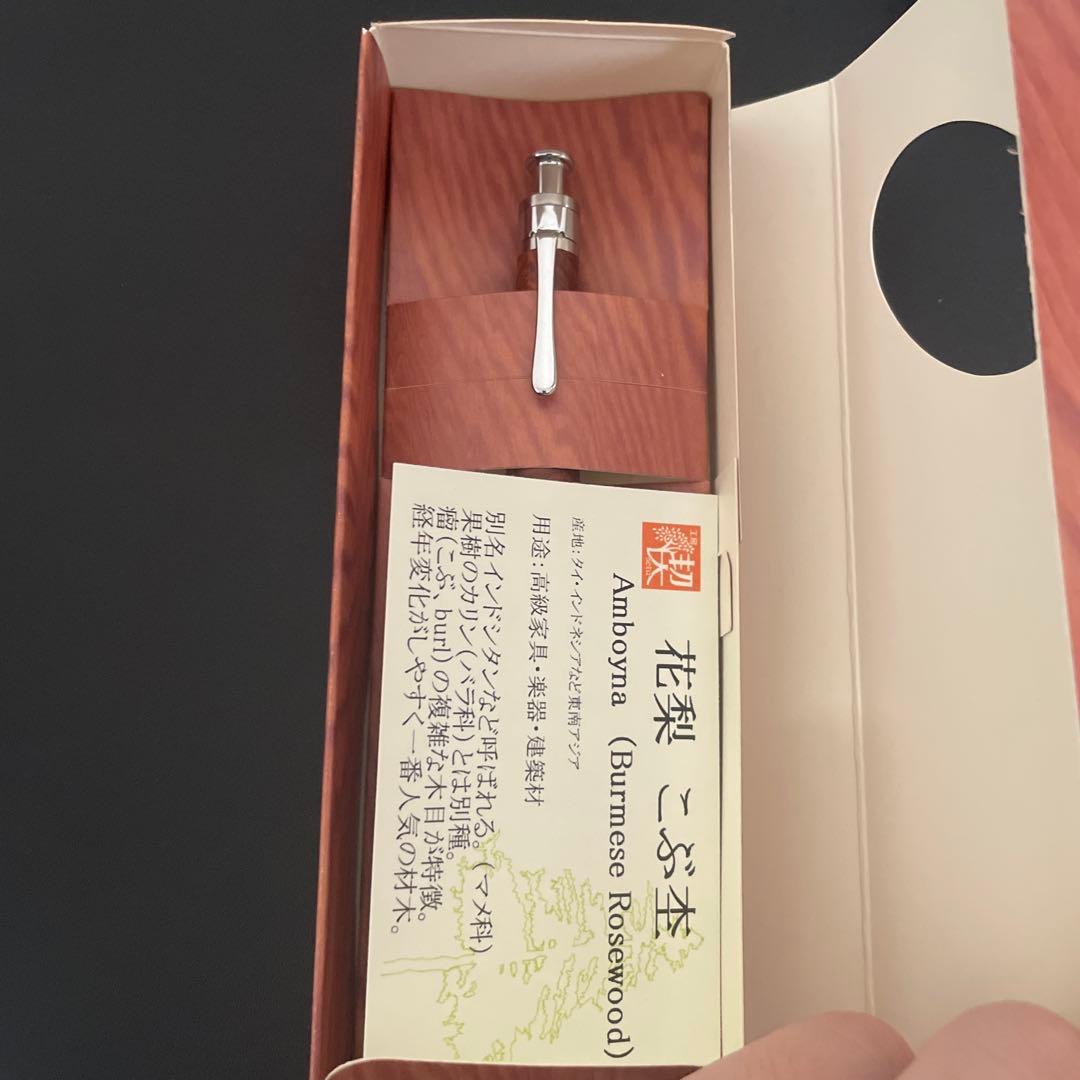 工房
楔
花梨 こぶ杢
Amboyna (Burmese Rosewood)
産地：タイ・インドネシアなど東南アジア
用途：高級家具・楽器・建築材
別名インドシタンなど呼ばれる。(マメ科)
果樹のカリン(バラ科)とは別種。
瘤(こぶ、burl)の複雑な木目が特徴。
経年変化がしやすく一番人気の材木。